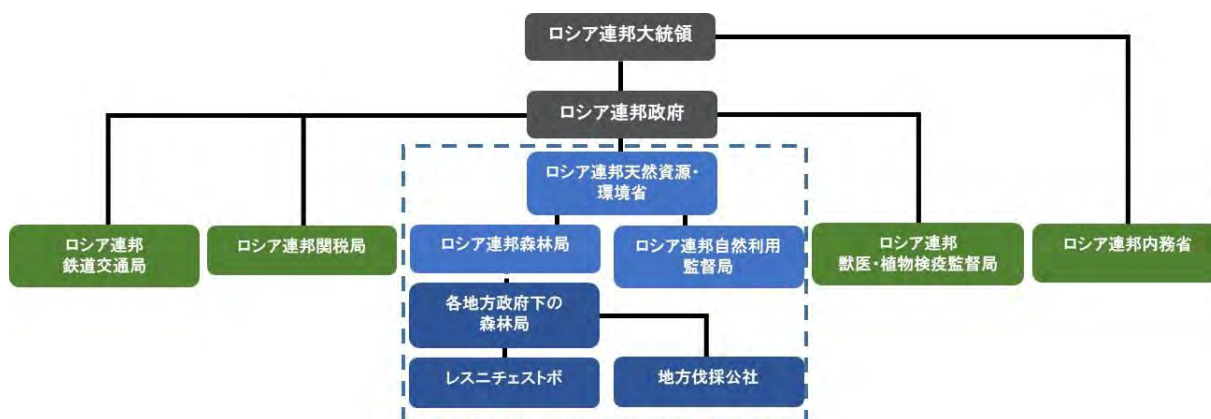 ロシア連邦大統領
ロシア連邦政府
ロシア連邦天然資源・
環境省
ロシア連邦
鉄道交通局
ロシア連邦関税局
ロシア連邦森林局
ロシア連邦自然利用
監督局
ロシア連邦
獣医・植物検疫監督局
ロシア連邦内務省
各地方政府下の
森林局
レスニチェストボ
地方伐採公社